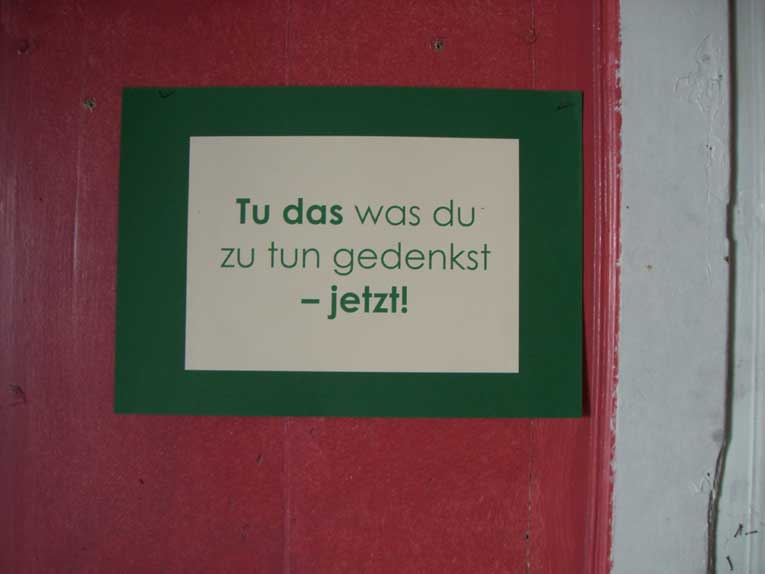 Tu das was du
zu tun gedenkst
– jetzt!